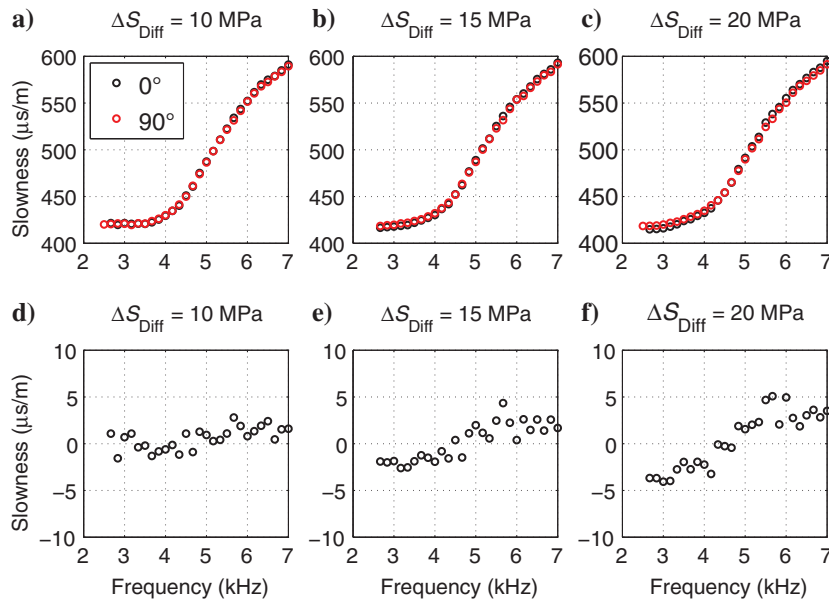 a) ΔS_Diff = 10 MPa
b) ΔS_Diff = 15 MPa
c) ΔS_Diff = 20 MPa
Slowness (μs/m)
600
550
500
450
400
0°
90°
2 3 4 5 6 7
600
550
500
450
400
2 3 4 5 6 7
600
550
500
450
400
2 3 4 5 6 7
d) ΔS_Diff = 10 MPa
e) ΔS_Diff = 15 MPa
f) ΔS_Diff = 20 MPa
Slowness (μs/m)
10
5
0
−5
−10
2 3 4 5 6 7
Frequency (kHz)
10
5
0
−5
−10
2 3 4 5 6 7
Frequency (kHz)
10
5
0
−5
−10
2 3 4 5 6 7
Frequency (kHz)